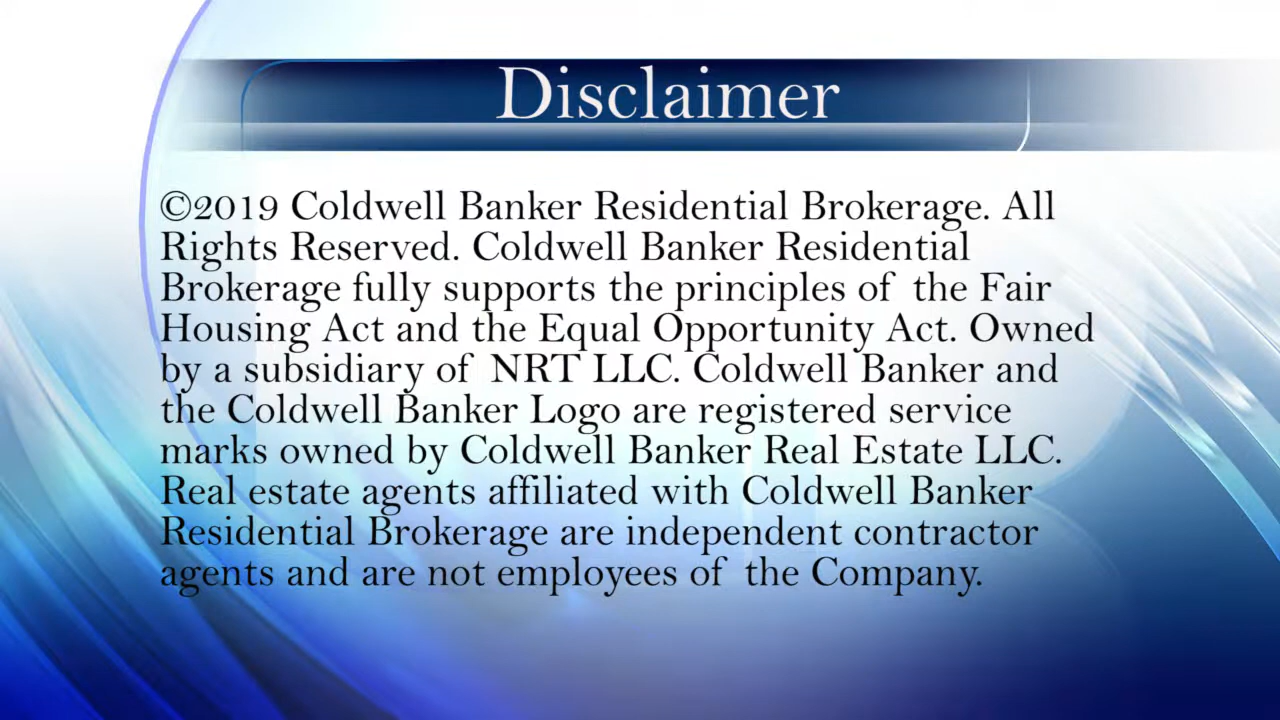 Disclaimer
©2019 Coldwell Banker Residential Brokerage. All
Rights Reserved. Coldwell Banker Residential
Brokerage fully supports the principles of the Fair
Housing Act and the Equal Opportunity Act. Owned
by a subsidiary of NRT LLC. Coldwell Banker and
the Coldwell Banker Logo are registered service
marks owned by Coldwell Banker Real Estate LLC.
Real estate agents affiliated with Coldwell Banker
Residential Brokerage are independent contractor
agents and are not employees of the Company.